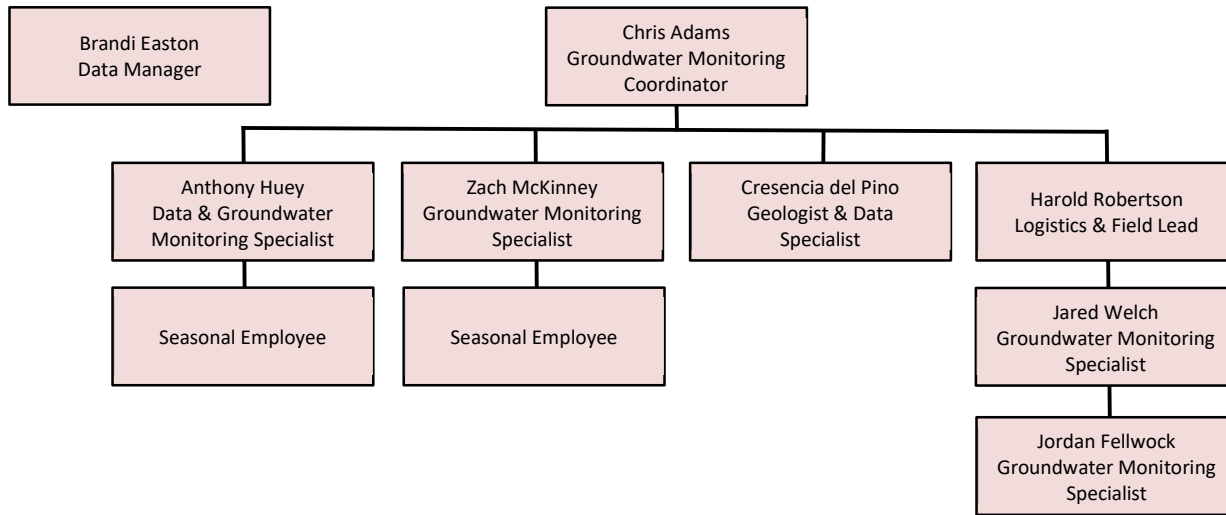 Brandi Easton
Data Manager
Chris Adams
Groundwater Monitoring
Coordinator
Anthony Huey
Data & Groundwater
Monitoring Specialist
Zach McKinney
Groundwater Monitoring
Specialist
Cresencia del Pino
Geologist & Data
Specialist
Harold Robertson
Logistics & Field Lead
Seasonal Employee
Seasonal Employee
Jared Welch
Groundwater Monitoring
Specialist
Jordan Fellwock
Groundwater Monitoring
Specialist